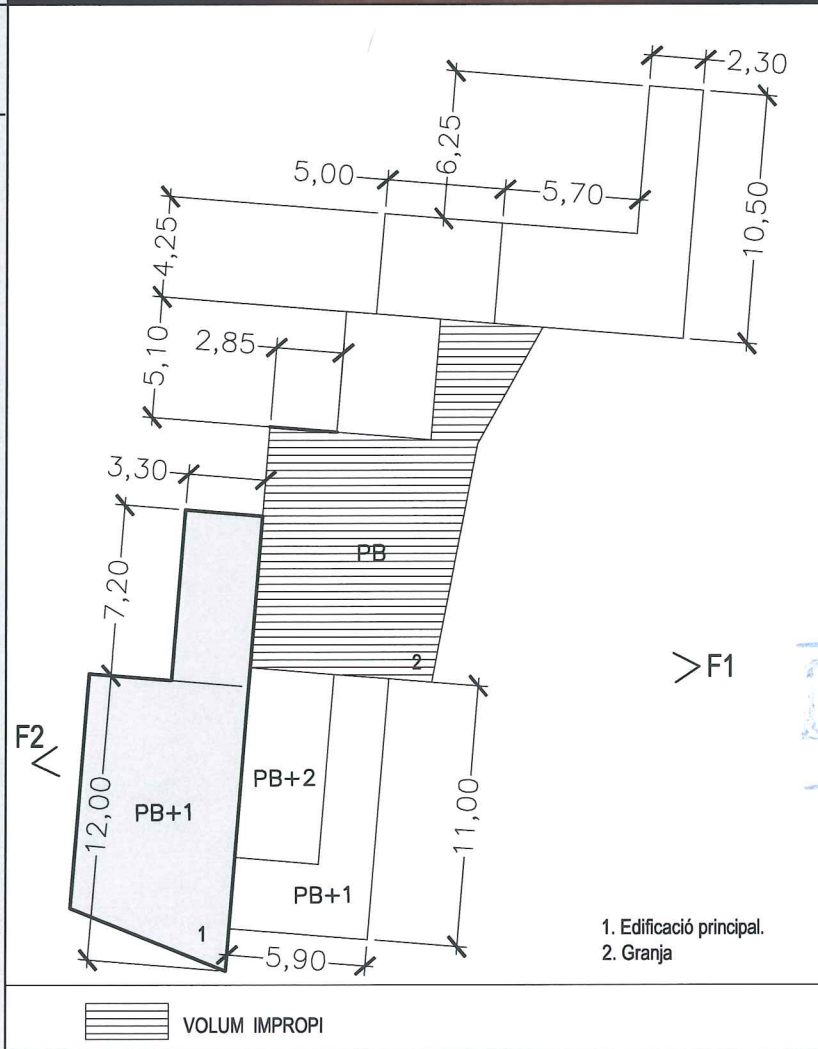 2,30
6,25
5,00
5,70
10,50
4,25
2,85
5,10
3,30
PB
7,20
2
F1
F2
PB+2
12,00
PB+1
11,00
PB+1
1
5,90
1. Edificació principal.
2. Granja
VOLUM IMPROPI